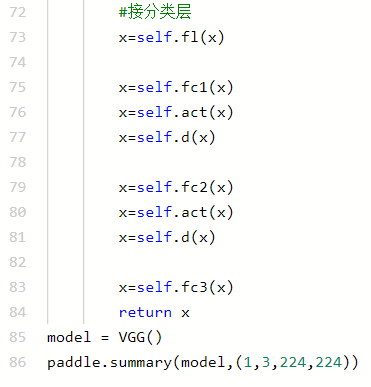 72 #接分类层
73 x=self.fl(x)
74
75 x=self.fc1(x)
76 x=self.act(x)
77 x=self.d(x)
78
79 x=self.fc2(x)
80 x=self.act(x)
81 x=self.d(x)
82
83 x=self.fc3(x)
84 return x
85 model = VGG()
86 paddle.summary(model,(1,3,224,224))